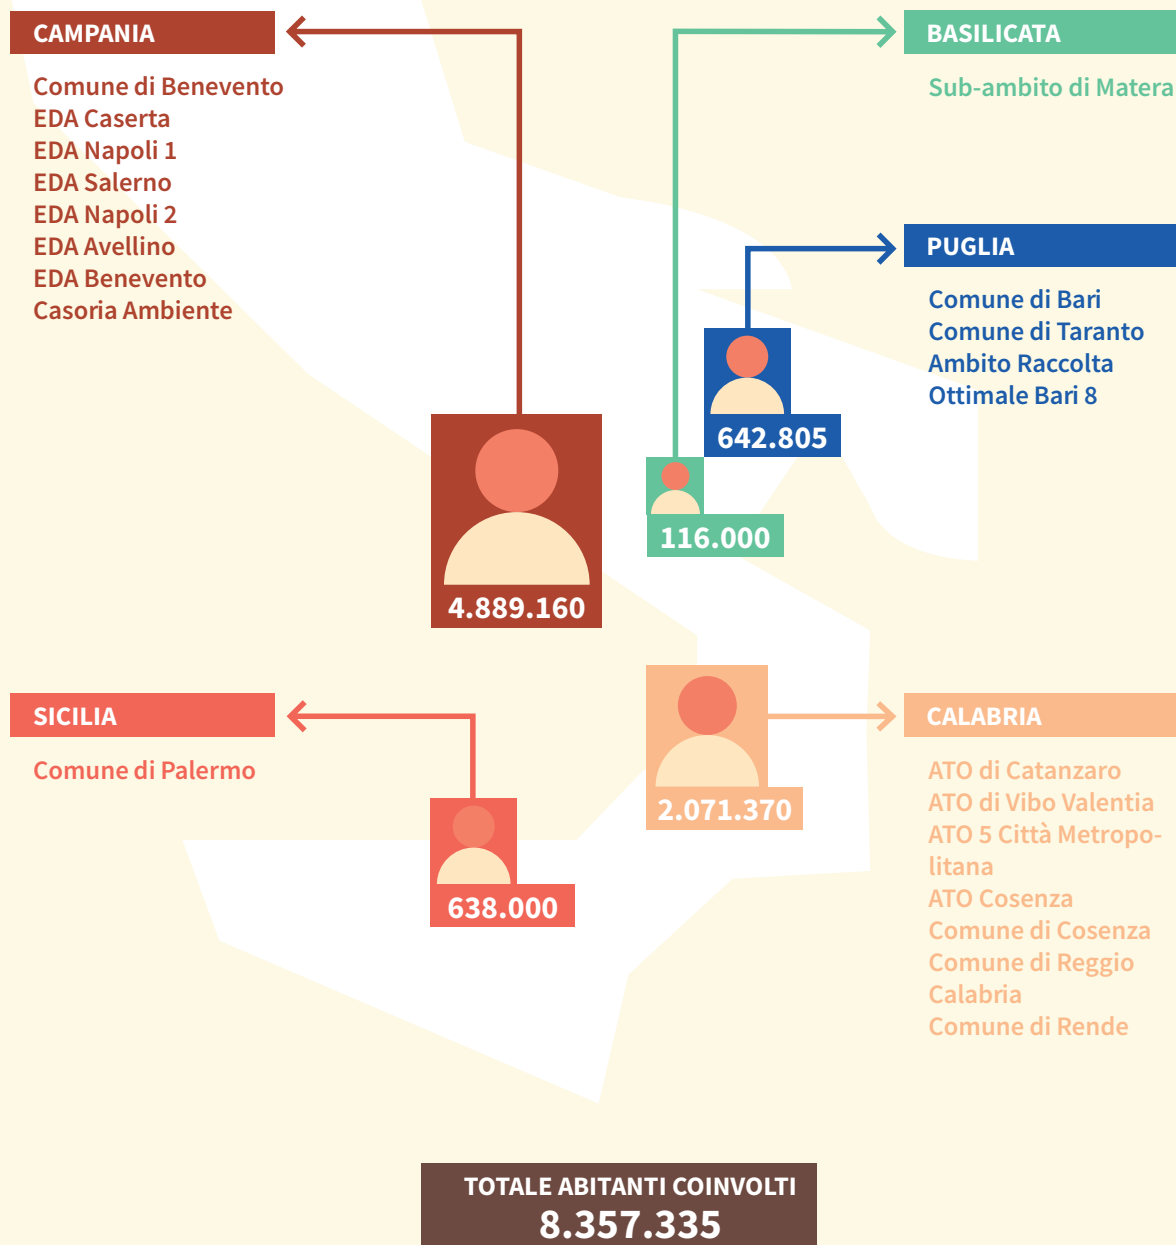 CAMPANIA
Comune di Benevento
EDA Caserta
EDA Napoli 1
EDA Salerno
EDA Napoli 2
EDA Avellino
EDA Benevento
Casoria Ambiente
BASILICATA
Sub-ambito di Matera
PUGLIA
Comune di Bari
Comune di Taranto
Ambito Raccolta
Ottimale Bari 8
642.805
116.000
4.889.160
SICILIA
Comune di Palermo
638.000
2.071.370
CALABRIA
ATO di Catanzaro
ATO di Vibo Valentia
ATO 5 Città Metropo-
litana
ATO Cosenza
Comune di Cosenza
Comune di Reggio
Calabria
Comune di Rende
TOTALE ABITANTI COINVOLTI
8.357.335